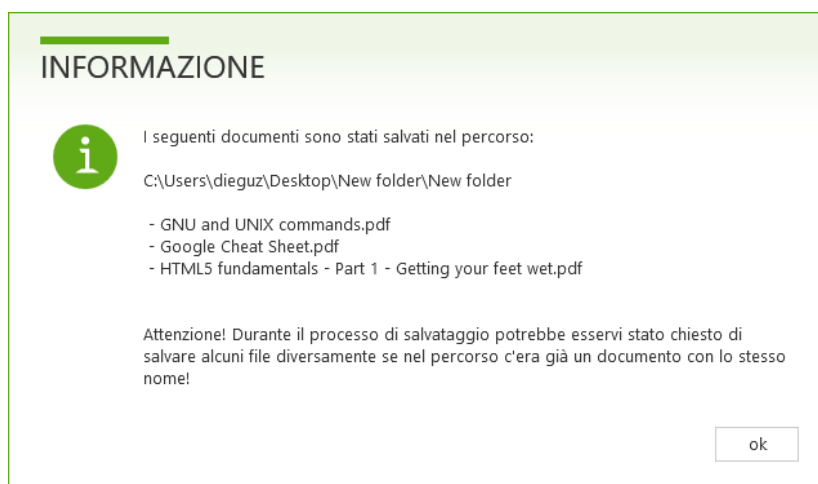 INFORMAZIONE
I seguenti documenti sono stati salvati nel percorso:
C:\Users\dieguz\Desktop\New folder\New folder
- GNU and UNIX commands.pdf
- Google Cheat Sheet.pdf
- HTML5 fundamentals - Part 1 - Getting your feet wet.pdf
Attenzione! Durante il processo di salvataggio potrebbe esservi stato chiesto di
salvare alcuni file diversamente se nel percorso c'era già un documento con lo stesso
nome!
ok